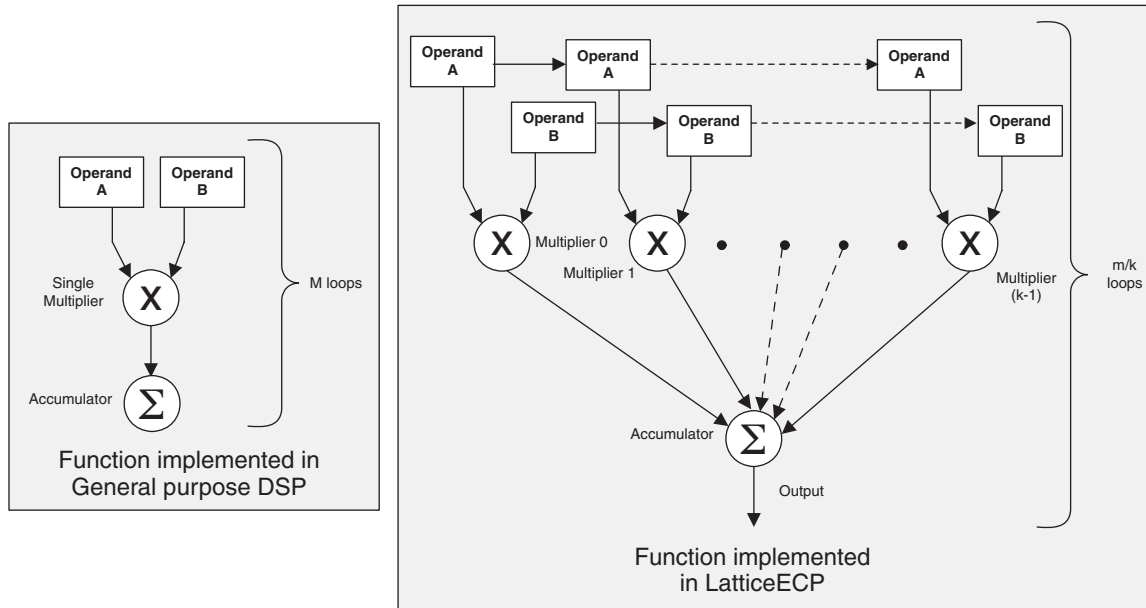 Operand
A
Operand
B
Single
Multiplier
X
M loops
Accumulator
Σ
Function implemented in
General purpose DSP
Operand
A
Operand
A
Operand
A
Operand
B
Operand
B
Operand
B
X
Multiplier 0
X
Multiplier 1
X
Multiplier
(k-1)
m/k
loops
Accumulator
Σ
Output
Function implemented
in LatticeECP